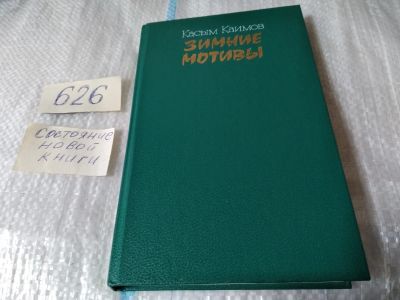 Касым Каимов
ЗИМНИЕ
МОТИВЫ
626
Состояние
новой
книги